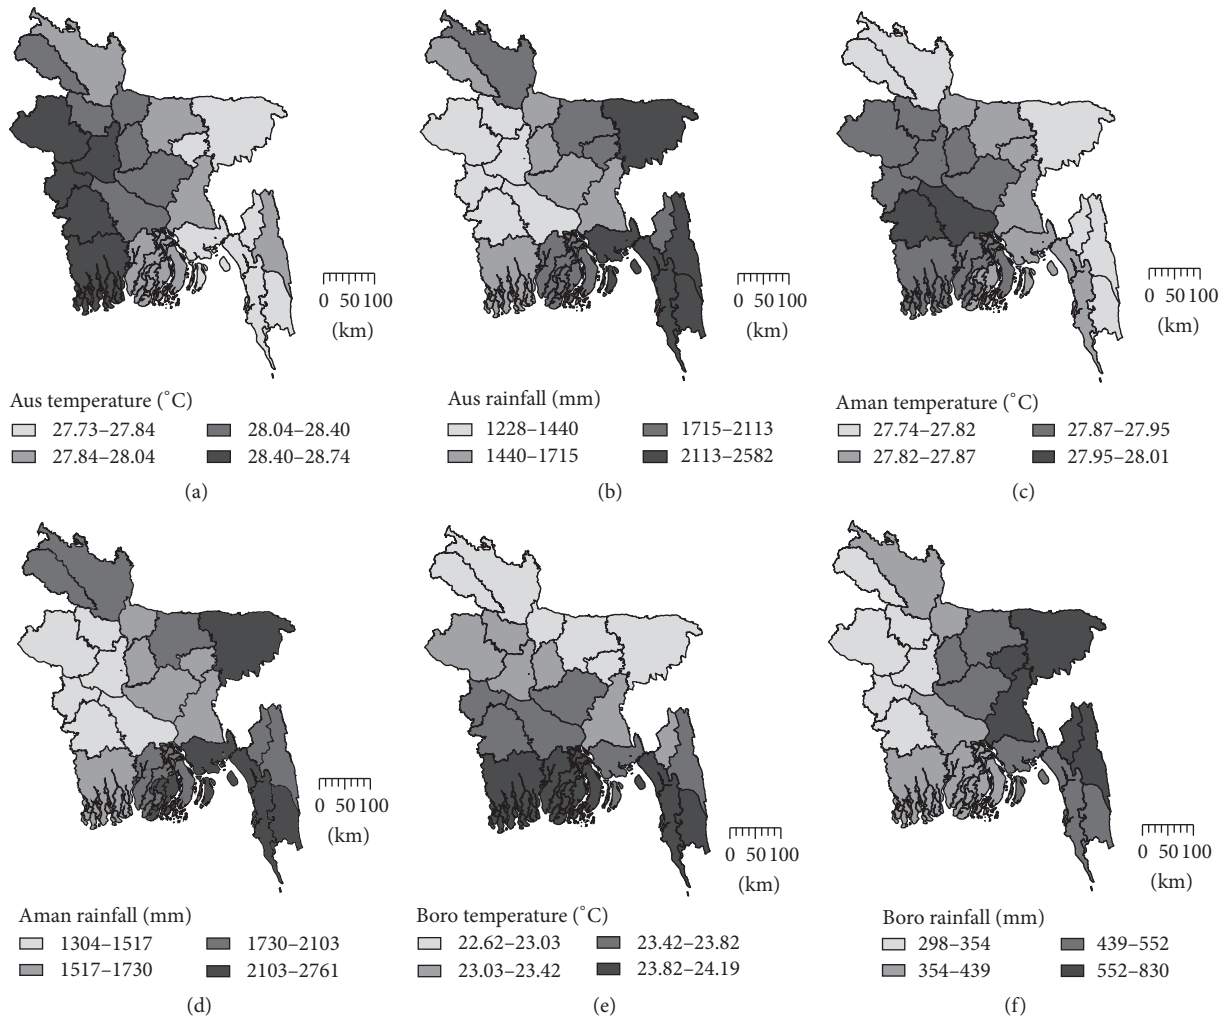 0 50 100
(km)
0 50 100
(km)
0 50 100
(km)
Aus temperature (˚C)
27.73–27.84
28.04–28.40
27.84–28.04
28.40–28.74
(a)
Aus rainfall (mm)
1228–1440
1715–2113
1440–1715
2113–2582
(b)
Aman temperature (˚C)
27.74–27.82
27.87–27.95
27.82–27.87
27.95–28.01
(c)
0 50 100
(km)
0 50 100
(km)
0 50 100
(km)
Aman rainfall (mm)
1304–1517
1730–2103
1517–1730
2103–2761
(d)
Boro temperature (˚C)
22.62–23.03
23.42–23.82
23.03–23.42
23.82–24.19
(e)
Boro rainfall (mm)
298–354
439–552
354–439
552–830
(f)